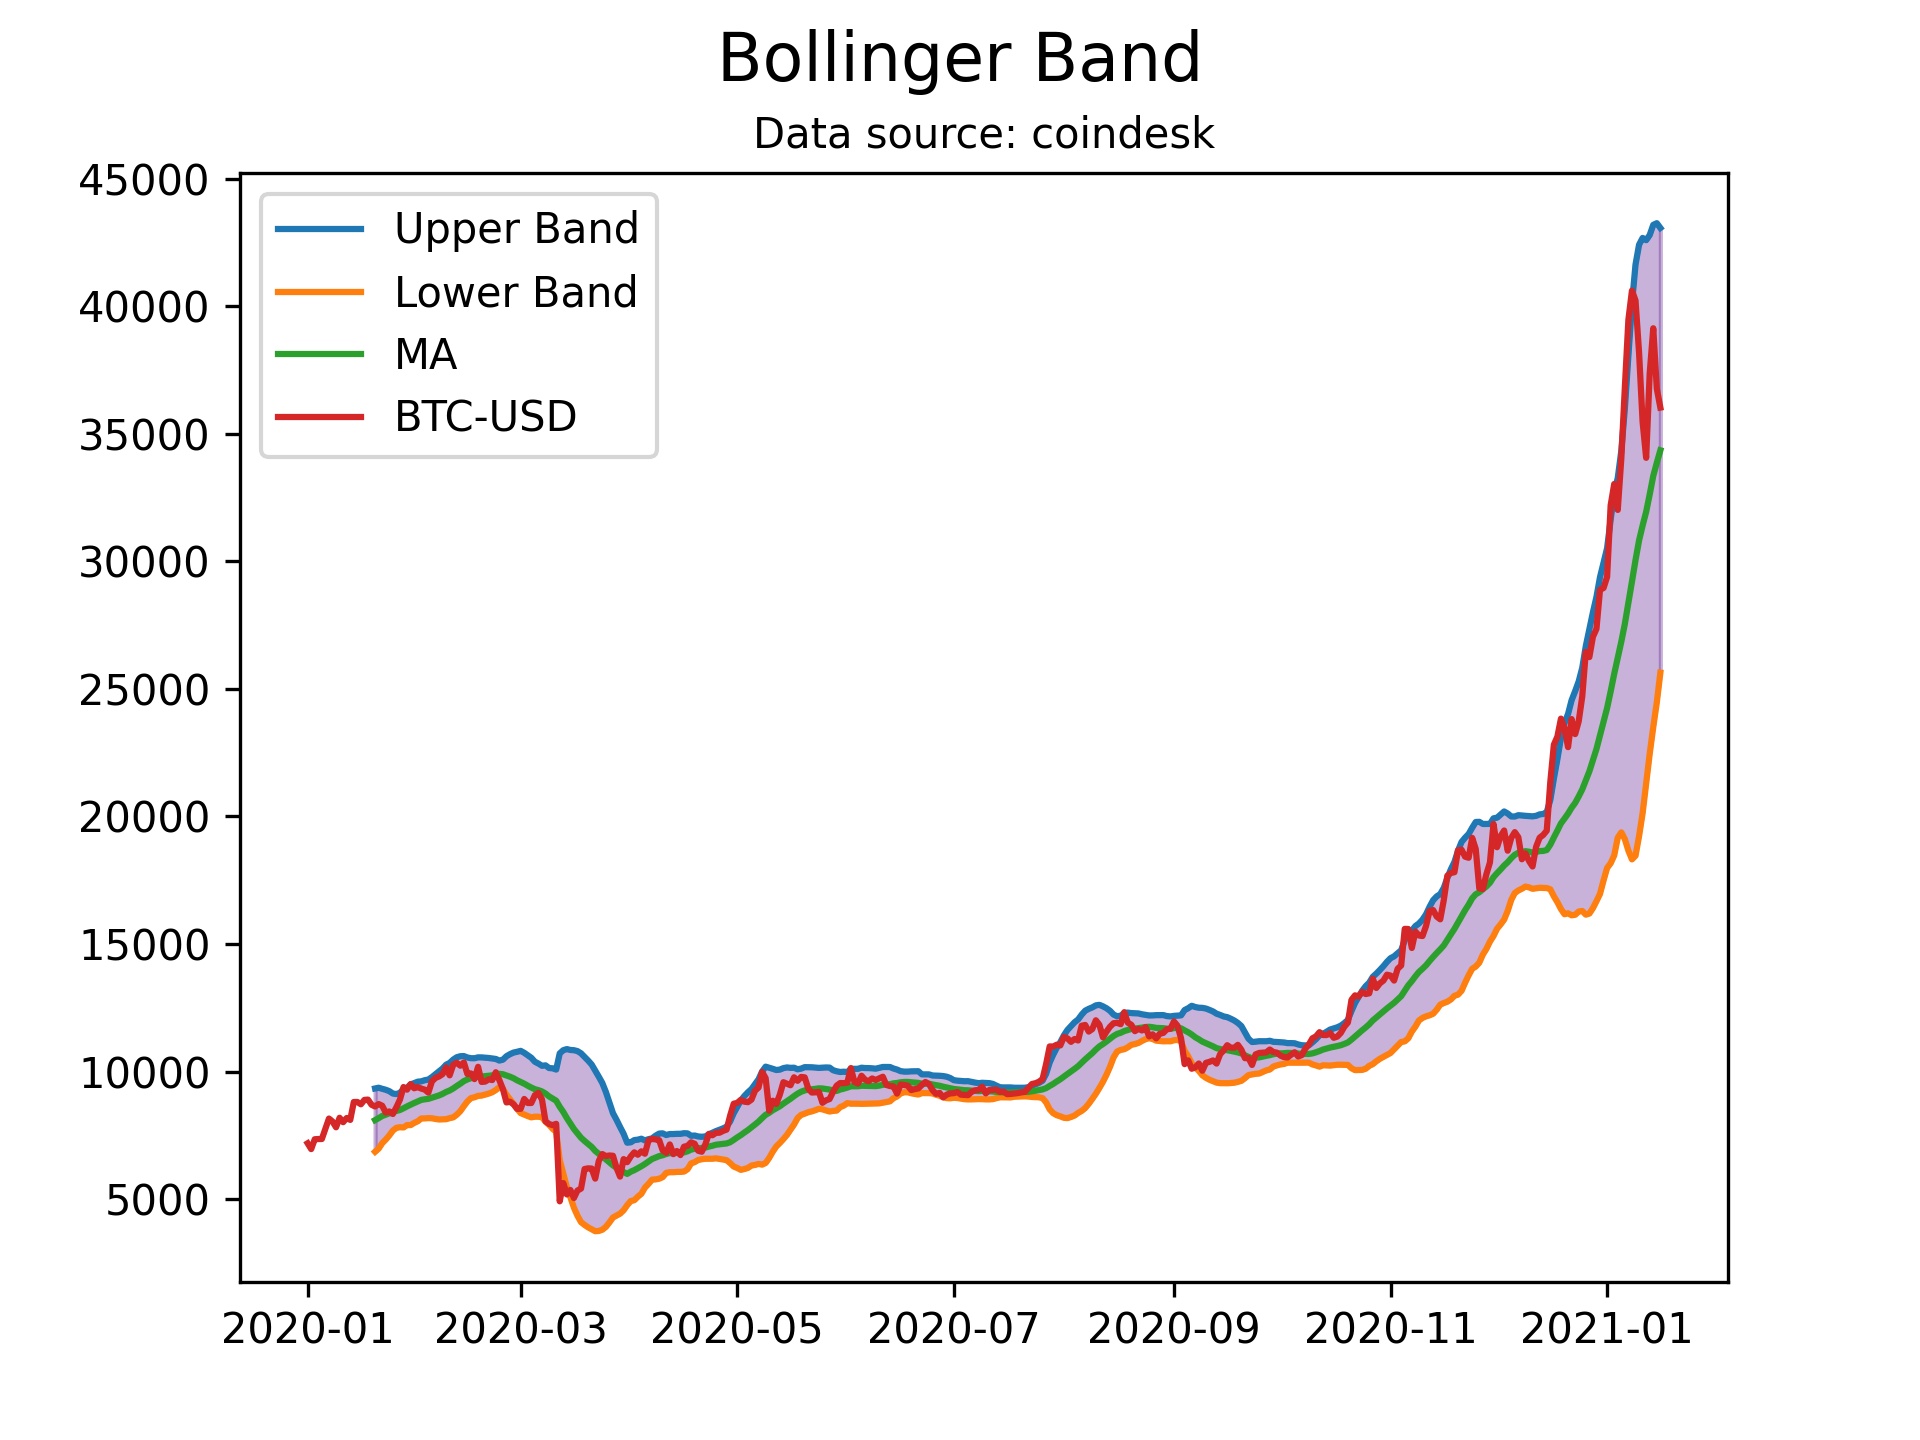 Bollinger Band
Data source: coindesk
45000
40000
35000
30000
25000
20000
15000
10000
5000
Upper Band
Lower Band
MA
BTC-USD
2020-01 2020-03 2020-05 2020-07 2020-09 2020-11 2021-01